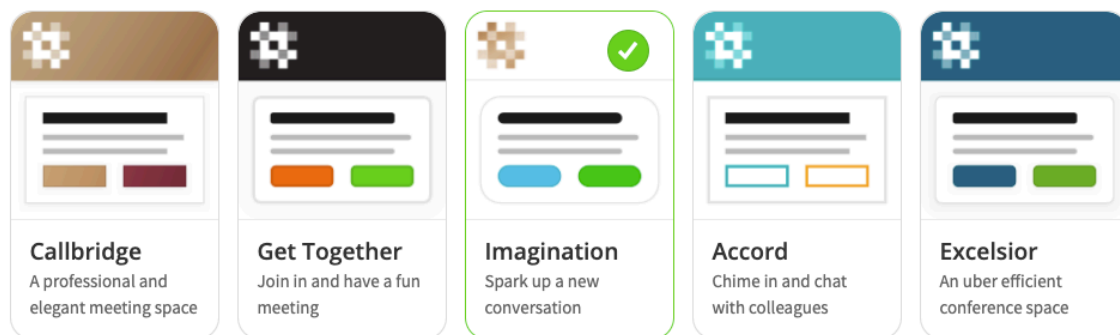 Callbridge
A professional and
elegant meeting space
Get Together
Join in and have a fun
meeting
Imagination
Spark up a new
conversation
Accord
Chime in and chat
with colleagues
Excelsior
An uber efficient
conference space